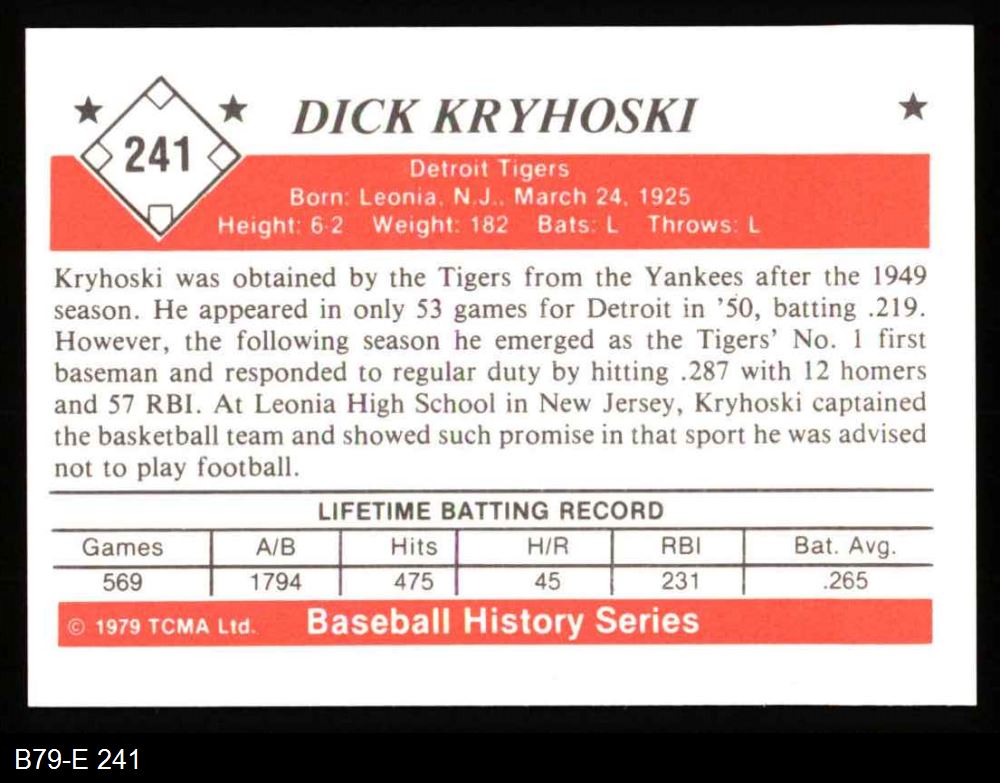 241
DICK KRYHOSKI
Detroit Tigers
Born: Leonia, N.J., March 24, 1925
Height: 6-2 Weight: 182 Bats: L Throws: L
Kryhoski was obtained by the Tigers from the Yankees after the 1949
season. He appeared in only 53 games for Detroit in '50, batting .219.
However, the following season he emerged as the Tigers' No. 1 first
baseman and responded to regular duty by hitting .287 with 12 homers
and 57 RBI. At Leonia High School in New Jersey, Kryhoski captained
the basketball team and showed such promise in that sport he was advised
not to play football.
LIFETIME BATTING RECORD
Games A/B Hits H/R RBI Bat. Avg.
569 1794 475 45 231 .265
© 1979 TCMA Ltd. Baseball History Series
B79-E 241